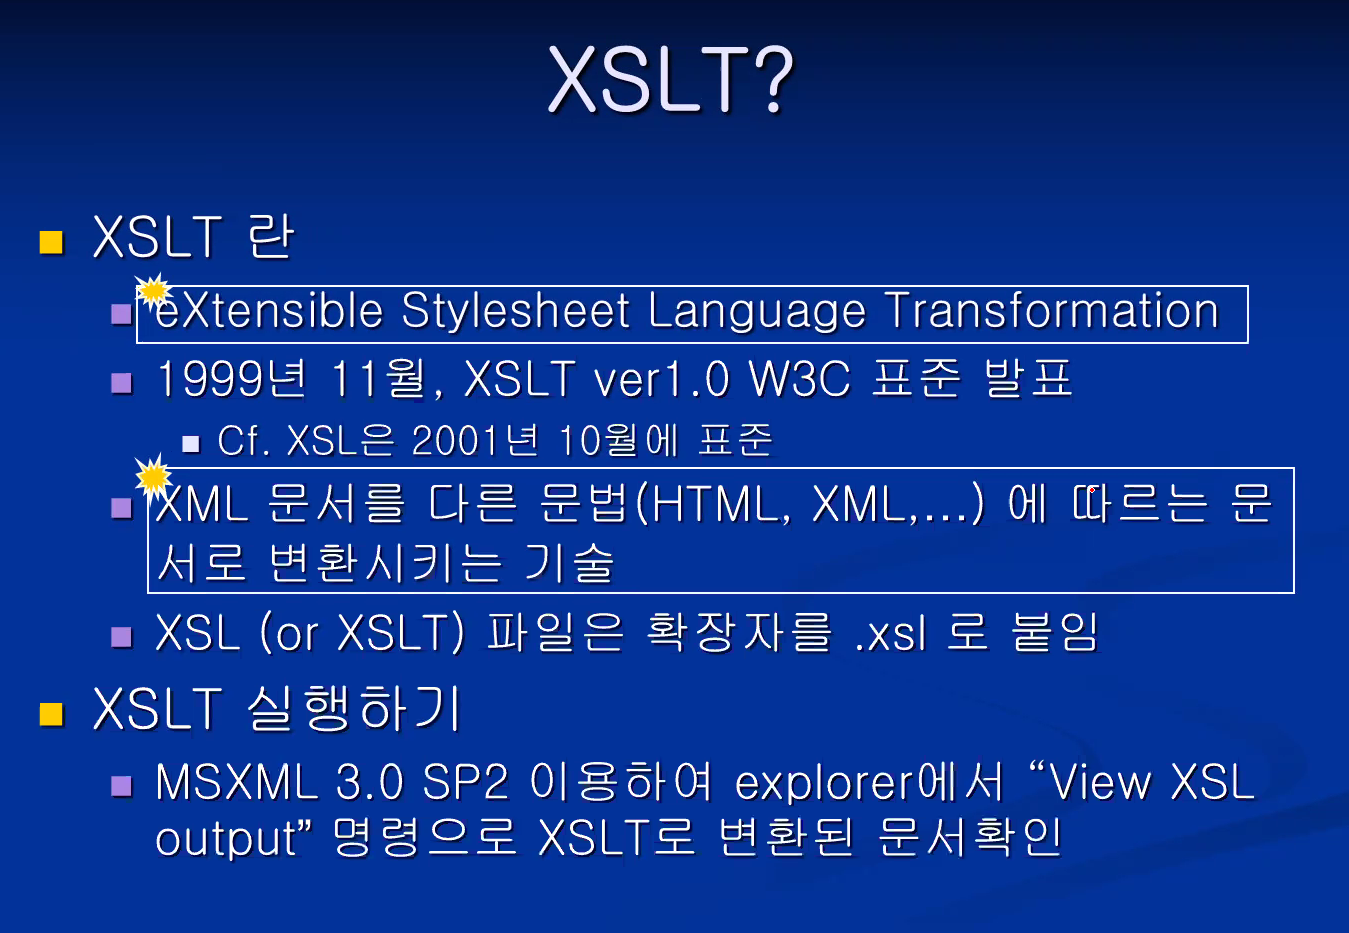 XSLT?
XSLT 란
eXtensible Stylesheet Language Transformation
1999년 11월, XSLT ver1.0 W3C 표준 발표
Cf. XSL은 2001년 10월에 표준
XML 문서를 다른 문법(HTML, XML,...) 에 따르는 문
서로 변환시키는 기술
XSL (or XSLT) 파일은 확장자를 .xsl 로 붙임
XSLT 실행하기
MSXML 3.0 SP2 이용하여 explorer에서 “View XSL
output” 명령으로 XSLT로 변환된 문서확인